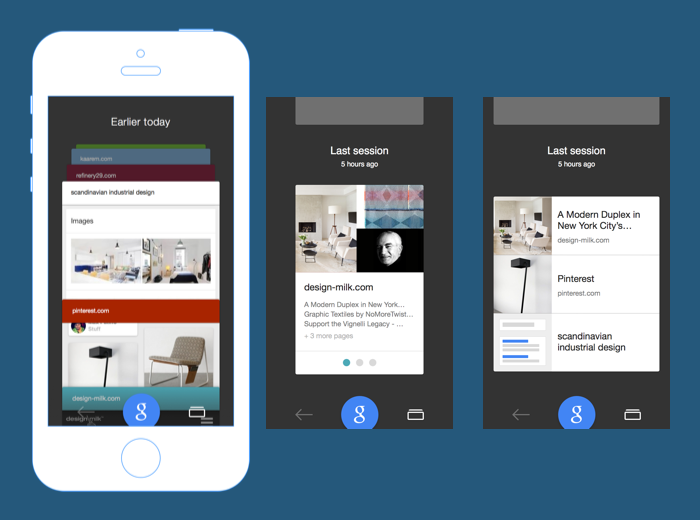 Earlier today
kaarem.com
refinery29.com
scandinavian industrial design
Images
pinterest.com
Stuff
design-milk.com
design-milk
g
Last session
5 hours ago
design-milk.com
A Modern Duplex in New York...
Graphic Textiles by NoMoreTwist...
Support the Vignelli Legacy - ...
+ 3 more pages
g
Last session
5 hours ago
A Modern Duplex in
New York City's...
design-milk.com
Pinterest
pinterest.com
scandinavian
industrial design
g